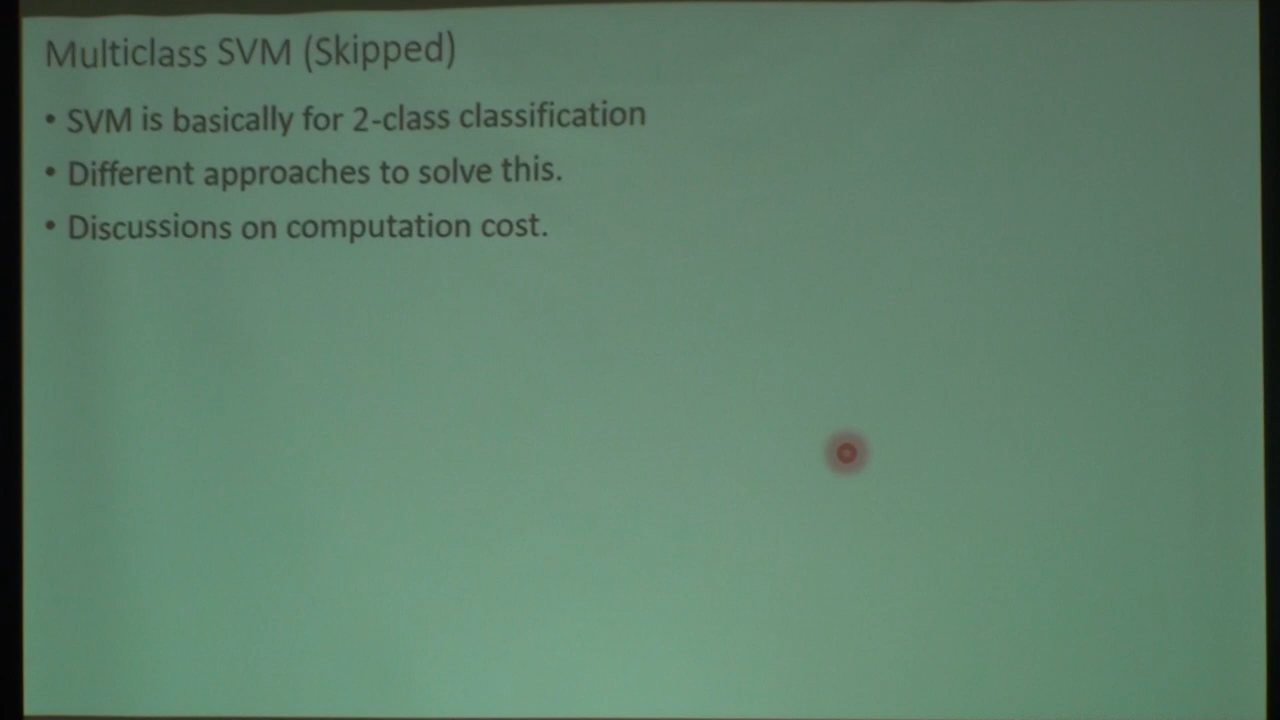 Multiclass SVM (Skipped)
• SVM is basically for 2-class classification
• Different approaches to solve this.
• Discussions on computation cost.